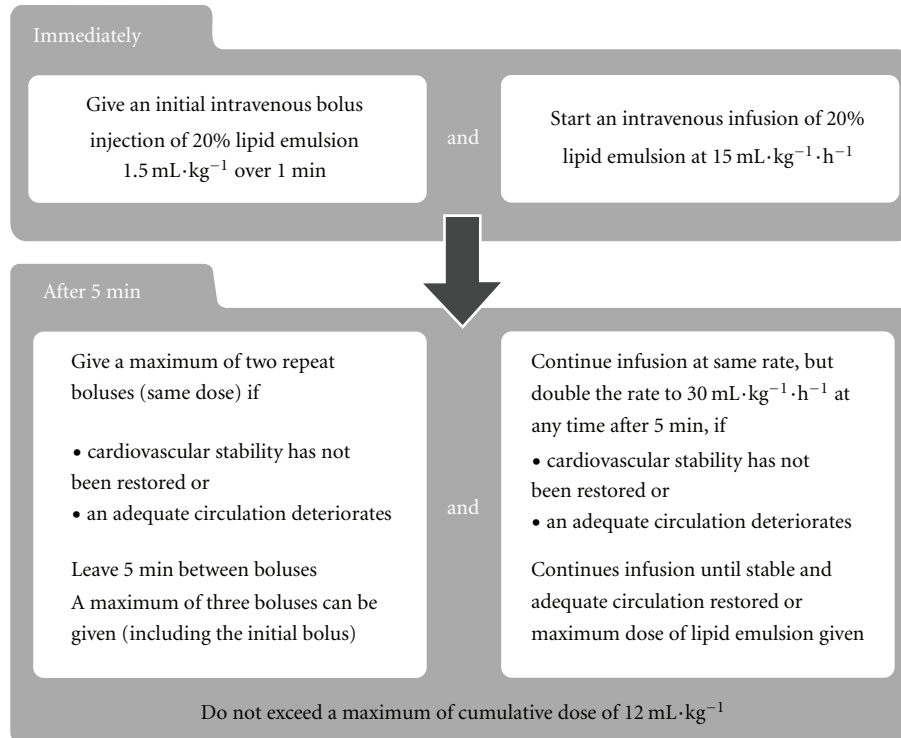 Immediately
Give an initial intravenous bolus
injection of 20% lipid emulsion
1.5 mL·kg⁻¹ over 1 min
and
Start an intravenous infusion of 20%
lipid emulsion at 15 mL·kg⁻¹·h⁻¹
After 5 min
Give a maximum of two repeat
boluses (same dose) if
• cardiovascular stability has not
been restored or
• an adequate circulation deteriorates
Leave 5 min between boluses
A maximum of three boluses can be
given (including the initial bolus)
and
Continue infusion at same rate, but
double the rate to 30 mL·kg⁻¹·h⁻¹ at
any time after 5 min, if
• cardiovascular stability has not
been restored or
• an adequate circulation deteriorates
Continues infusion until stable and
adequate circulation restored or
maximum dose of lipid emulsion given
Do not exceed a maximum of cumulative dose of 12 mL·kg⁻¹